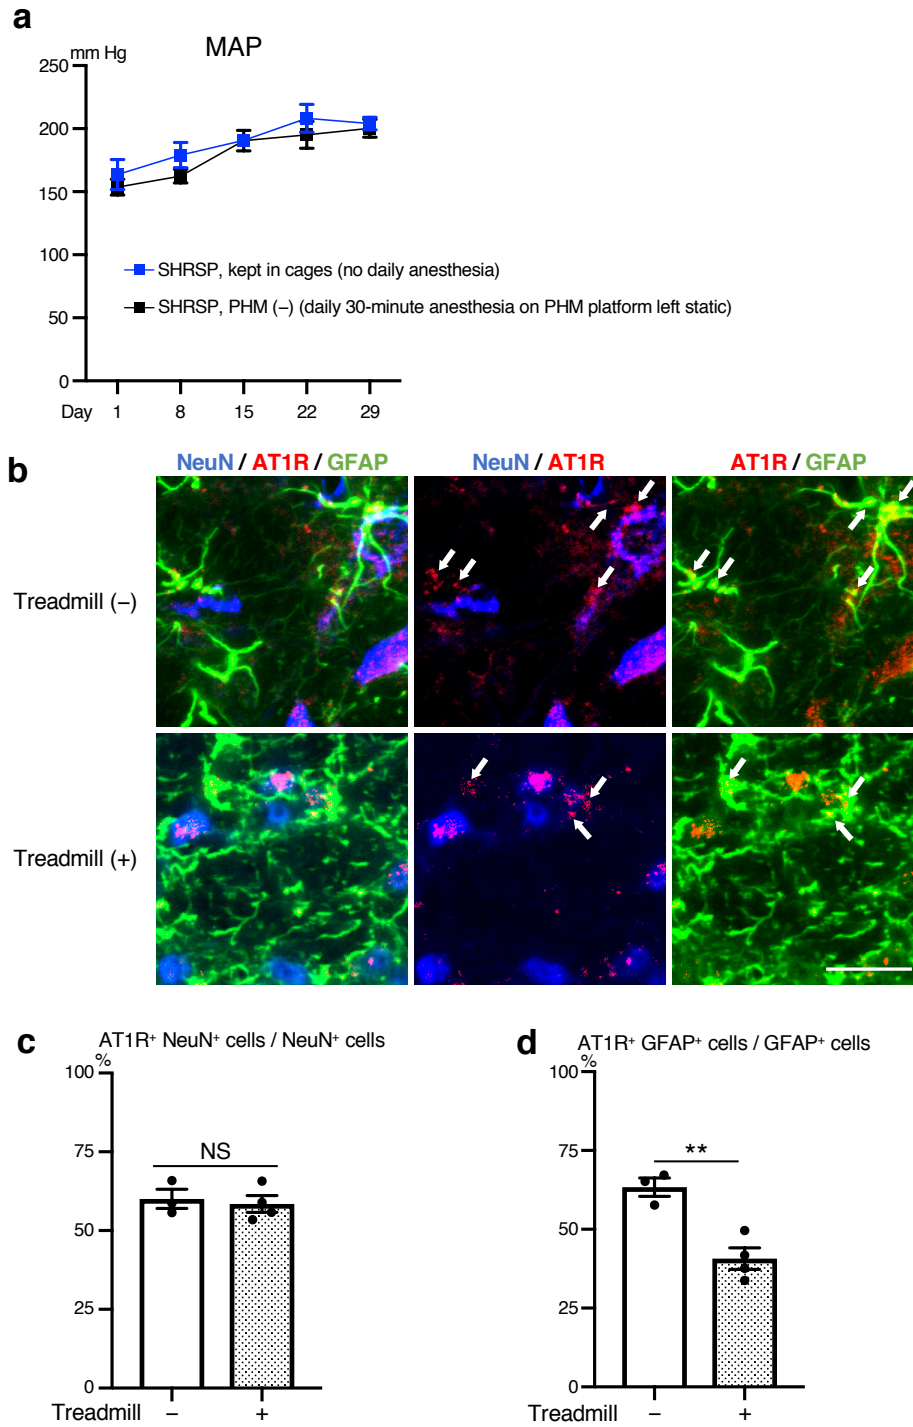 a
mm Hg
MAP
250
200
150
100
50
0
SHRSP, kept in cages (no daily anesthesia)
SHRSP, PHM (–) (daily 30-minute anesthesia on PHM platform left static)
Day 1 8 15 22 29
b
NeuN / AT1R / GFAP
NeuN / AT1R
AT1R / GFAP
Treadmill (–)
Treadmill (+)
c
AT1R⁺ NeuN⁺ cells / NeuN⁺ cells
%
100
75
50
25
0
NS
Treadmill – +
d
AT1R⁺ GFAP⁺ cells / GFAP⁺ cells
%
100
75
50
25
0
**
Treadmill – +